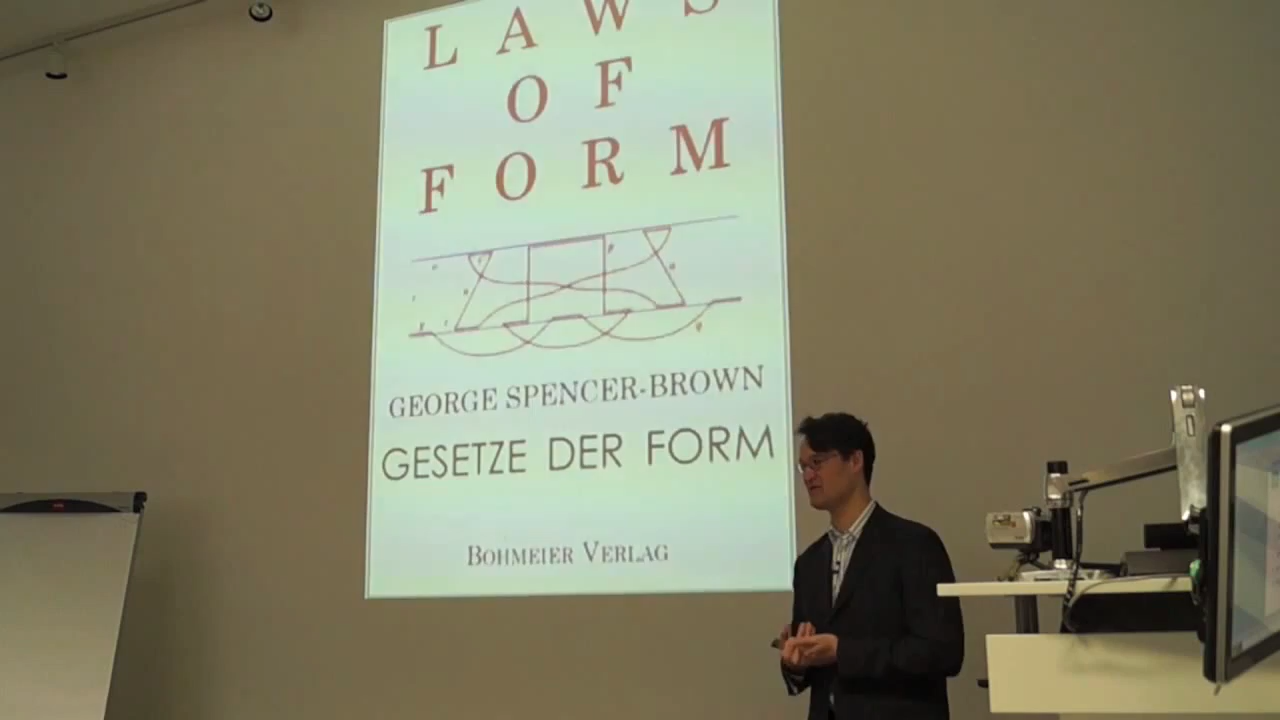 LAWS
OF
FORM
GEORGE SPENCER-BROWN
GESETZE DER FORM
BOHMEIER VERLAG